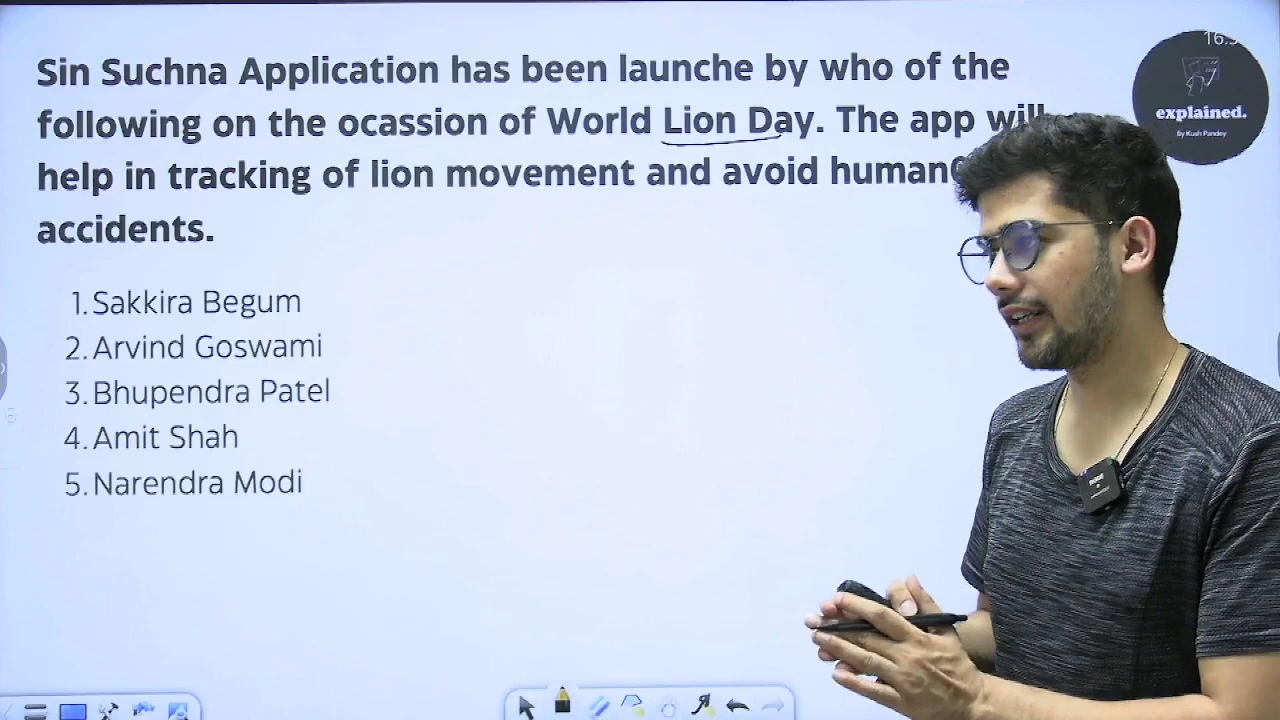 Sin Suchna Application has been launche by who of the
following on the ocassion of World Lion Day. The app will
help in tracking of lion movement and avoid human
accidents.
1. Sakkira Begum
2. Arvind Goswami
3. Bhupendra Patel
4. Amit Shah
5. Narendra Modi
explained.
By Kush Pandey